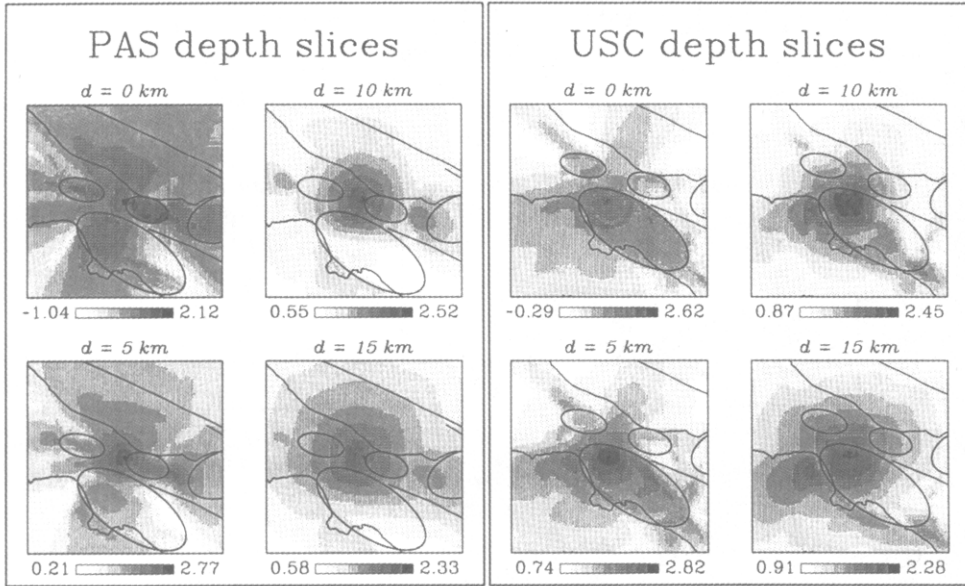 PAS depth slices
d = 0 km
d = 10 km
-1.04 2.12
0.55 2.52
d = 5 km
d = 15 km
0.21 2.77
0.58 2.33
USC depth slices
d = 0 km
d = 10 km
-0.29 2.62
0.87 2.45
d = 5 km
d = 15 km
0.74 2.82
0.91 2.28